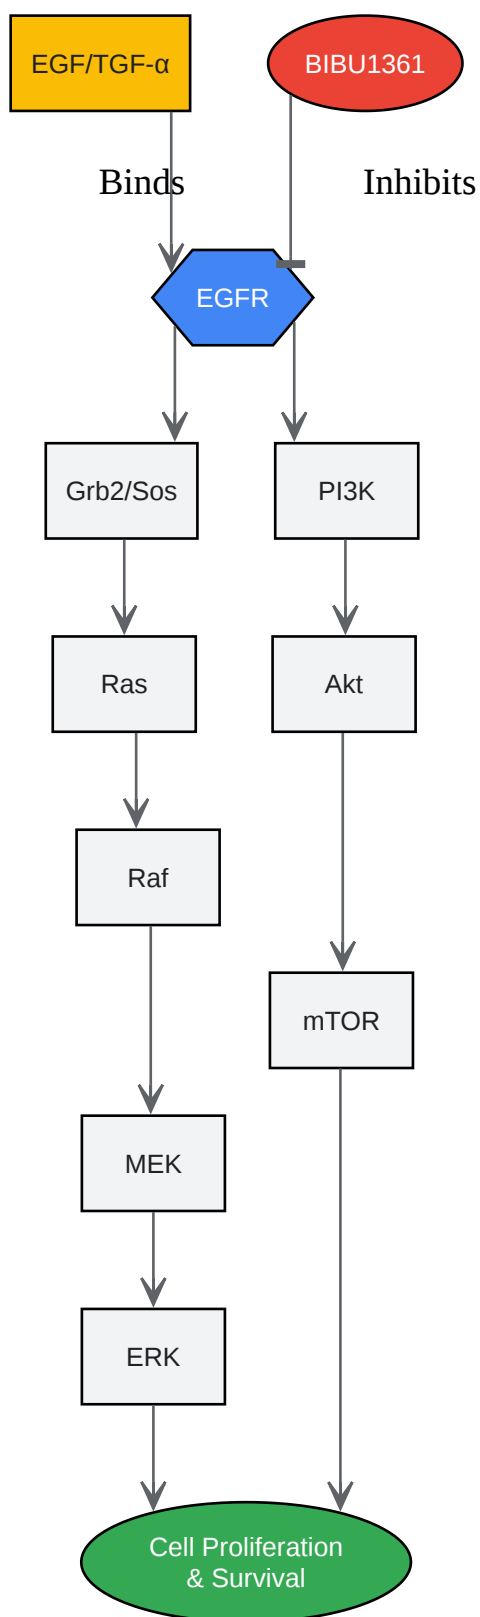 EGF/TGF-α
BIBU1361
Binds
Inhibits
EGFR
Grb2/Sos
PI3K
Ras
Akt
Raf
mTOR
MEK
ERK
Cell Proliferation
& Survival